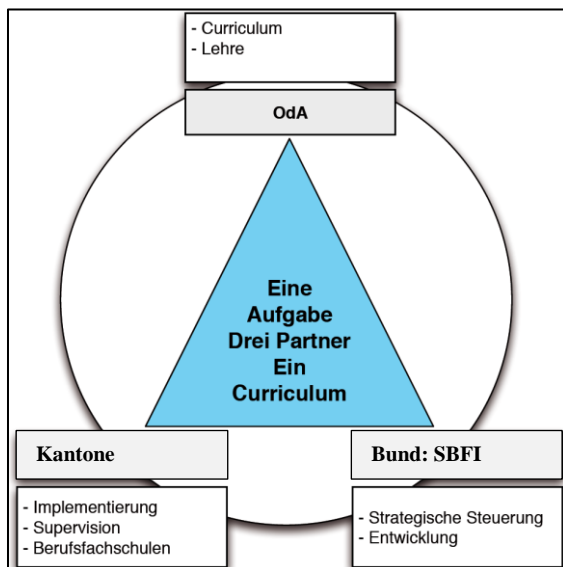 - Curriculum
- Lehre
OdA
Eine
Aufgabe
Drei Partner
Ein
Curriculum
Kantone
- Implementierung
- Supervision
- Berufsfachschulen
Bund: SBFI
- Strategische Steuerung
- Entwicklung